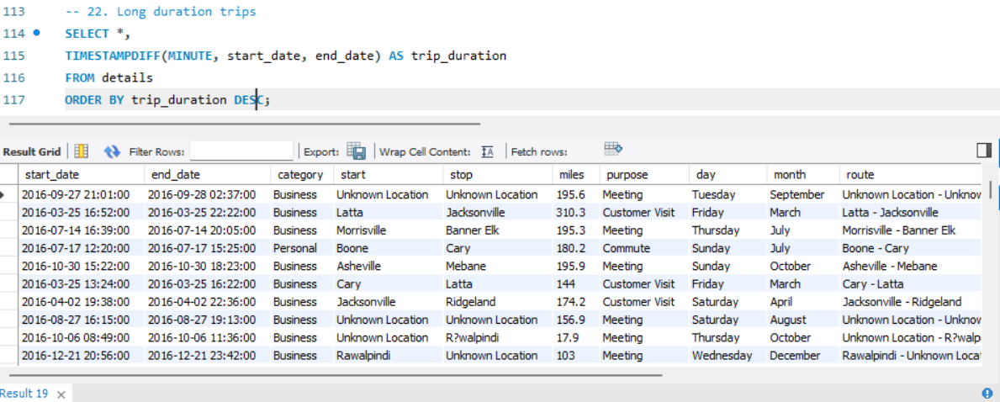 113 -- 22. Long duration trips
114 SELECT *,
115 TIMESTAMPDIFF(MINUTE, start_date, end_date) AS trip_duration
116 FROM details
117 ORDER BY trip_duration DESC;
Result Grid Filter Rows: Export: Wrap Cell Content: IA Fetch rows:
start_date end_date category start stop miles purpose day month route
2016-09-27 21:01:00 2016-09-28 02:37:00 Business Unknown Location Unknown Location 195.6 Meeting Tuesday September Unknown Location - Unknow
2016-03-25 16:52:00 2016-03-25 22:22:00 Business Latta Jacksonville 310.3 Customer Visit Friday March Latta - Jacksonville
2016-07-14 16:39:00 2016-07-14 20:05:00 Business Morrisville Banner Elk 195.3 Meeting Thursday July Morrisville - Banner Elk
2016-07-17 12:20:00 2016-07-17 15:25:00 Personal Boone Cary 180.2 Commute Sunday July Boone - Cary
2016-10-30 15:22:00 2016-10-30 18:23:00 Business Asheville Mebane 195.9 Meeting Sunday October Asheville - Mebane
2016-03-25 13:24:00 2016-03-25 16:22:00 Business Cary Latta 144 Customer Visit Friday March Cary - Latta
2016-04-02 19:38:00 2016-04-02 22:36:00 Business Jacksonville Ridgeland 174.2 Customer Visit Saturday April Jacksonville - Ridgeland
2016-08-27 16:15:00 2016-08-27 19:13:00 Business Unknown Location Unknown Location 156.9 Meeting Saturday August Unknown Location - Unknow
2016-10-06 08:49:00 2016-10-06 11:36:00 Business Unknown Location R?walpindi 17.9 Meeting Thursday October Unknown Location - R?walp
2016-12-21 20:56:00 2016-12-21 23:42:00 Business Rawalpindi Unknown Location 103 Meeting Wednesday December Rawalpindi - Unknown Loca
Result 19